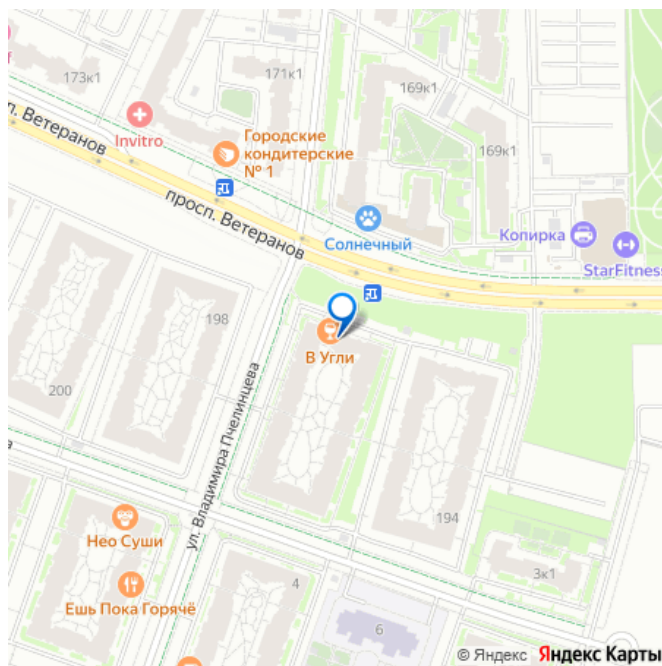 173к1
171к1
169к1
Invitro
Городские
кондитерские
№ 1
169к1
п. Ветеранов
просп. Ветеранов
Солнечный
Копирка
StarFitness
198
В Угли
200
ул. Владимира Пчелинцева
194
Нео Суши
3к1
Ешь Пока Горячё
4
6
© Яндекс Яндекс Карты